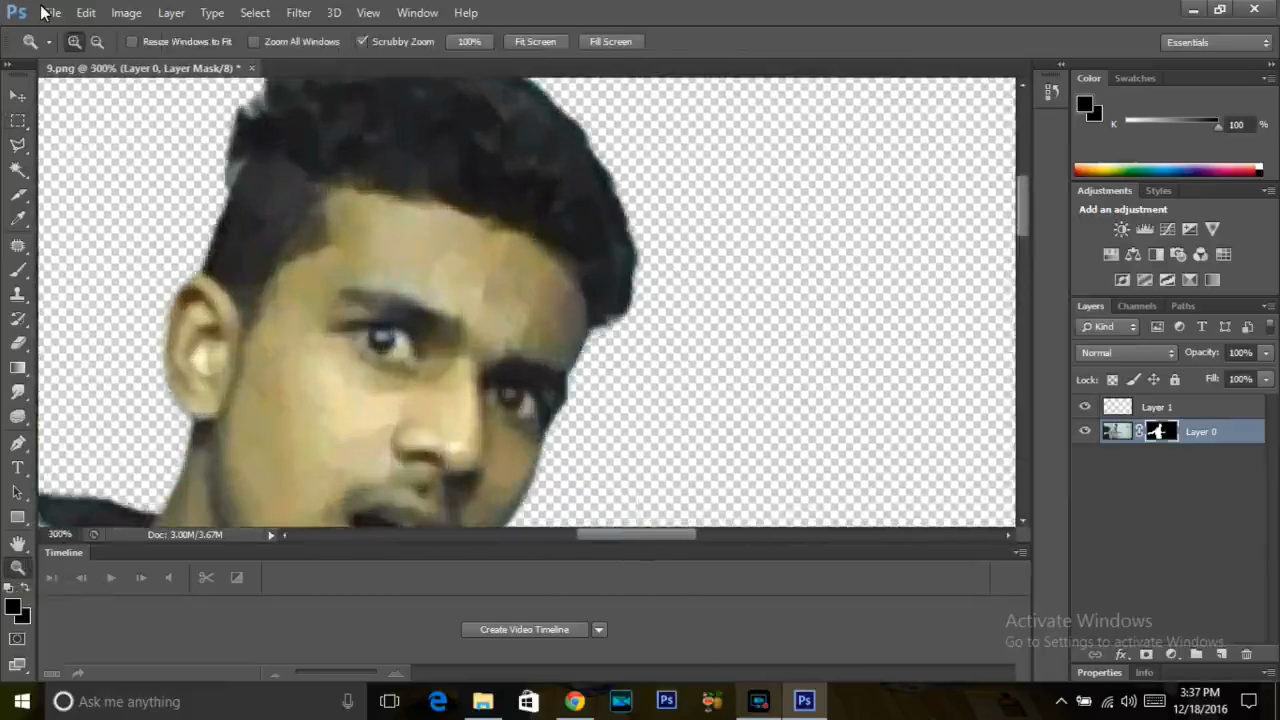 Ps File Edit Image Layer Type Select Filter 3D View Window Help
Resize Windows to Fit Zoom All Windows Scrubby Zoom 100% Fit Screen Fill Screen Essentials
9.png @ 300% (Layer 0, Layer Mask/8) *
Color Swatches
K 100 %
Adjustments Styles
Add an adjustment
Layers Channels Paths
Kind
Normal Opacity: 100%
Lock: Fill: 100%
Layer 1
Layer 0
300% Doc: 3.00M/3.67M
Timeline
Create Video Timeline
Activate Windows
Go to Settings to activate Windows.
Properties Info
Ask me anything
Ps Ps
3:37 PM
12/18/2016